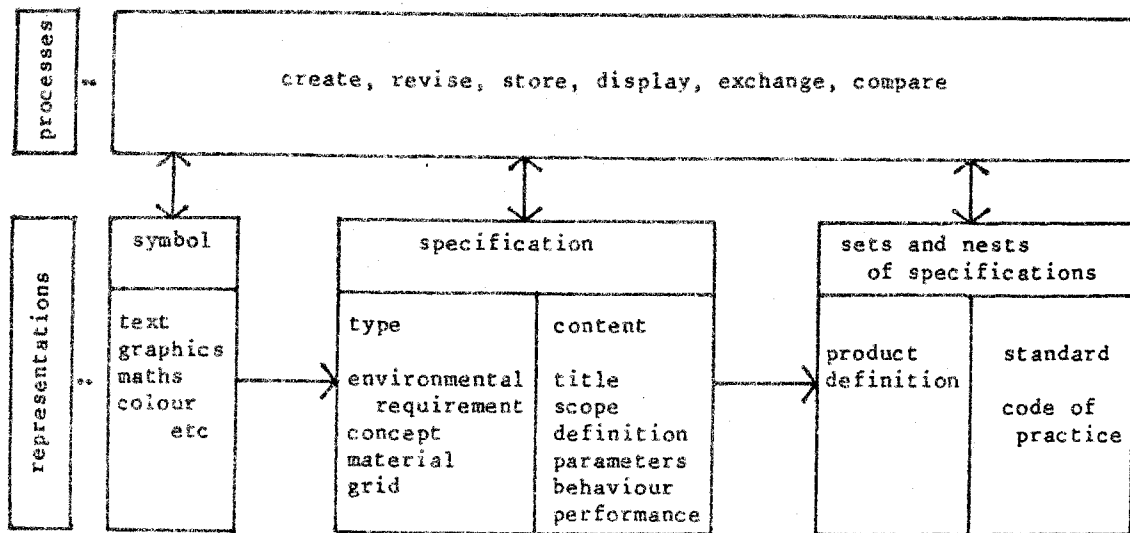 processes
create, revise, store, display, exchange, compare
representations
symbol
text
graphics
maths
colour
etc
specification
type
environmental
requirement
concept
material
grid
content
title
scope
definition
parameters
behaviour
performance
sets and nests
of specifications
product
definition
standard
code of
practice